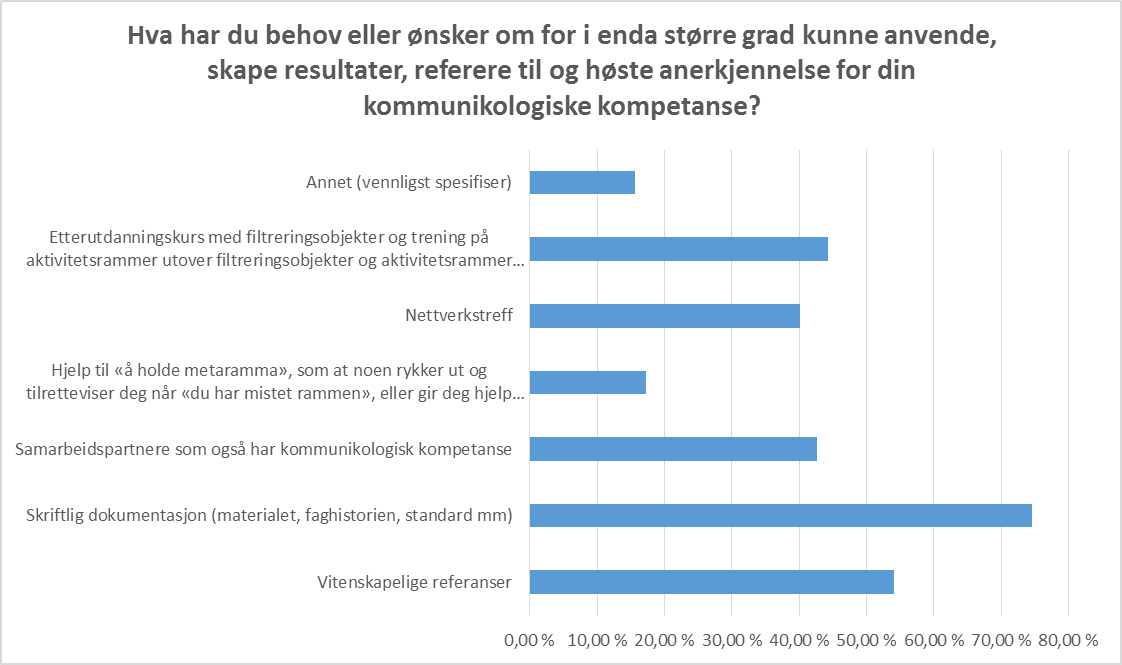 Hva har du behov eller ønsker om for i enda større grad kunne anvende,
skape resultater, referere til og høste anerkjennelse for din
kommunikologiske kompetanse?
Annet (vennligst spesifiser)
Etterutdanningskurs med filtreringsobjekter og trening på
aktivitetsrammer utover filtreringsobjekter og aktivitetsrammer...
Nettverkstreff
Hjelp til «å holde metaramma», som at noen rykker ut og
tilretteviser deg når «du har mistet rammen», eller gir deg hjelp...
Samarbeidspartnere som også har kommunikologisk kompetanse
Skriftlig dokumentasjon (materialet, faghistorien, standard mm)
Vitenskapelige referanser
0,00 % 10,00 % 20,00 % 30,00 % 40,00 % 50,00 % 60,00 % 70,00 % 80,00 %